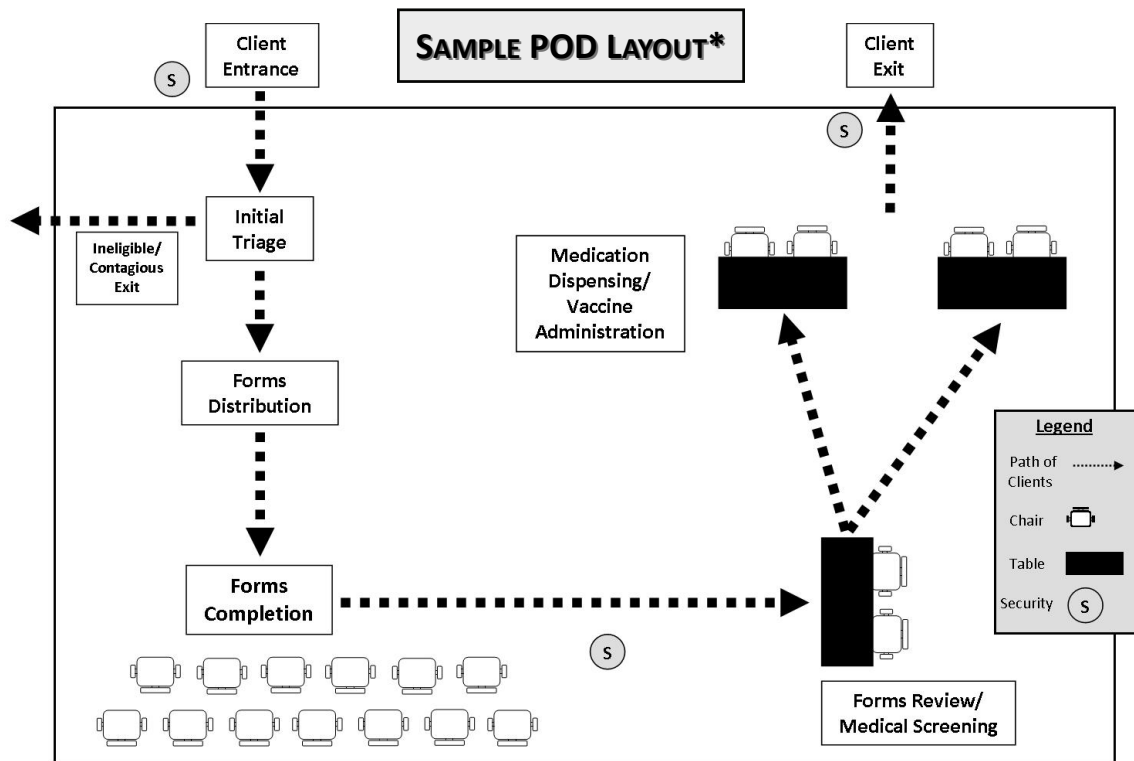 SAMPLE POD LAYOUT*
Client
Entrance
S
Client
Exit
S
Initial
Triage
Ineligible/
Contagious
Exit
Medication
Dispensing/
Vaccine
Administration
Forms
Distribution
Forms
Completion
S
Forms Review/
Medical Screening
Legend
Path of
Clients
Chair
Table
Security
S